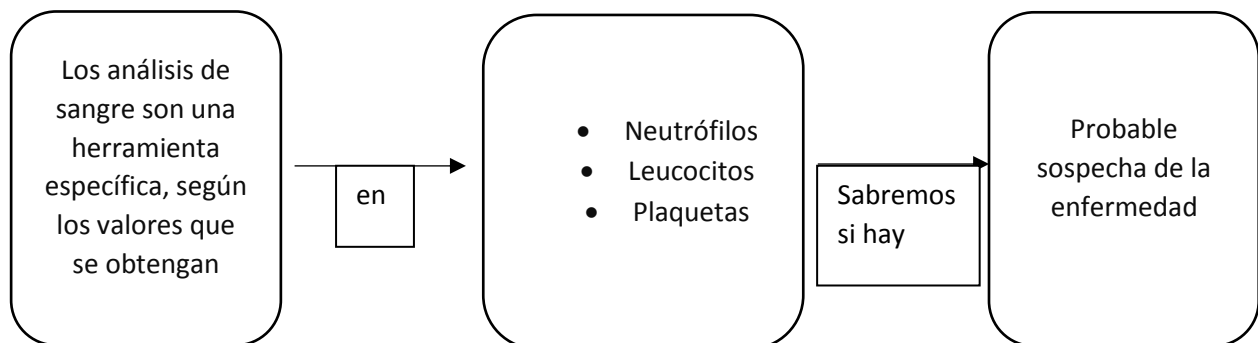 Los análisis de
sangre son una
herramienta
específica, según
los valores que
se obtengan
en
• Neutrófilos
• Leucocitos
• Plaquetas
Sabremos
si hay
Probable
sospecha de la
enfermedad